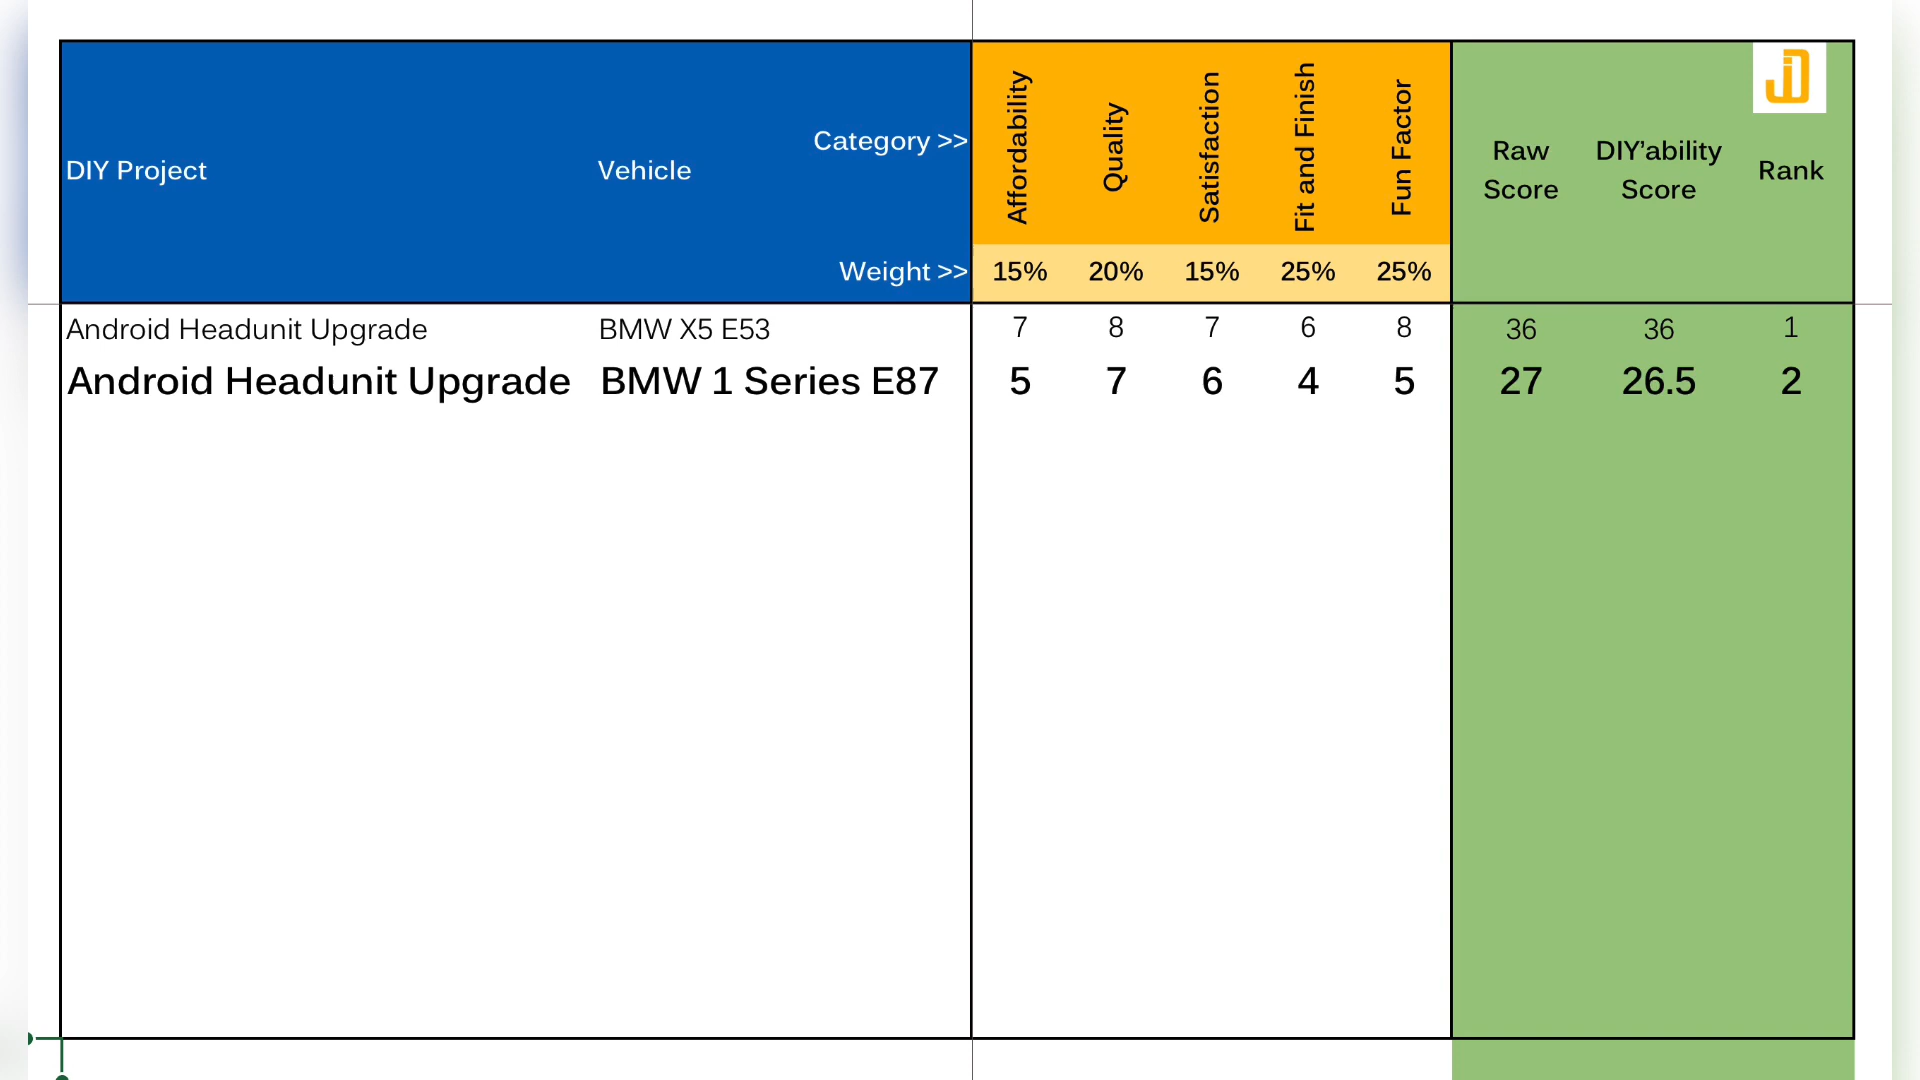 DIY Project Vehicle Category >> Affordability Quality Satisfaction Fit and Finish Fun Factor Raw Score DIY’ability Score Rank
Weight >> 15% 20% 15% 25% 25%
Android Headunit Upgrade BMW X5 E53 7 8 7 6 8 36 36 1
Android Headunit Upgrade BMW 1 Series E87 5 7 6 4 5 27 26.5 2